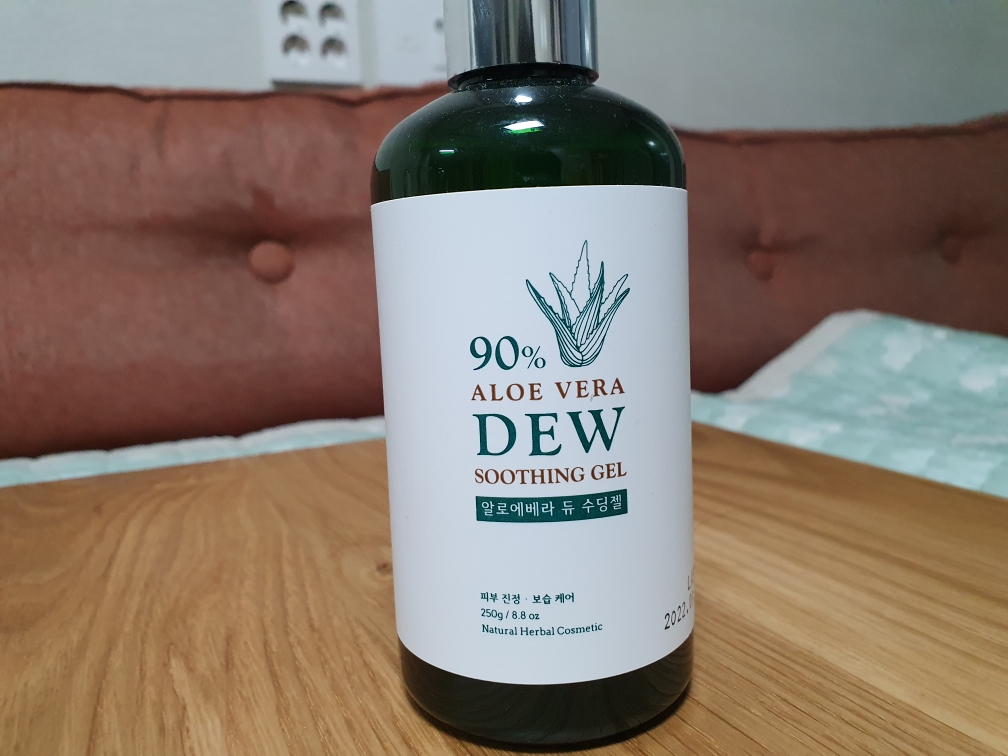 90%
ALOE VERA
DEW
SOOTHING GEL
알로에베라 듀 수딩젤
피부 진정 · 보습 케어
250g / 8.8 oz
Natural Herbal Cosmetic
2022.